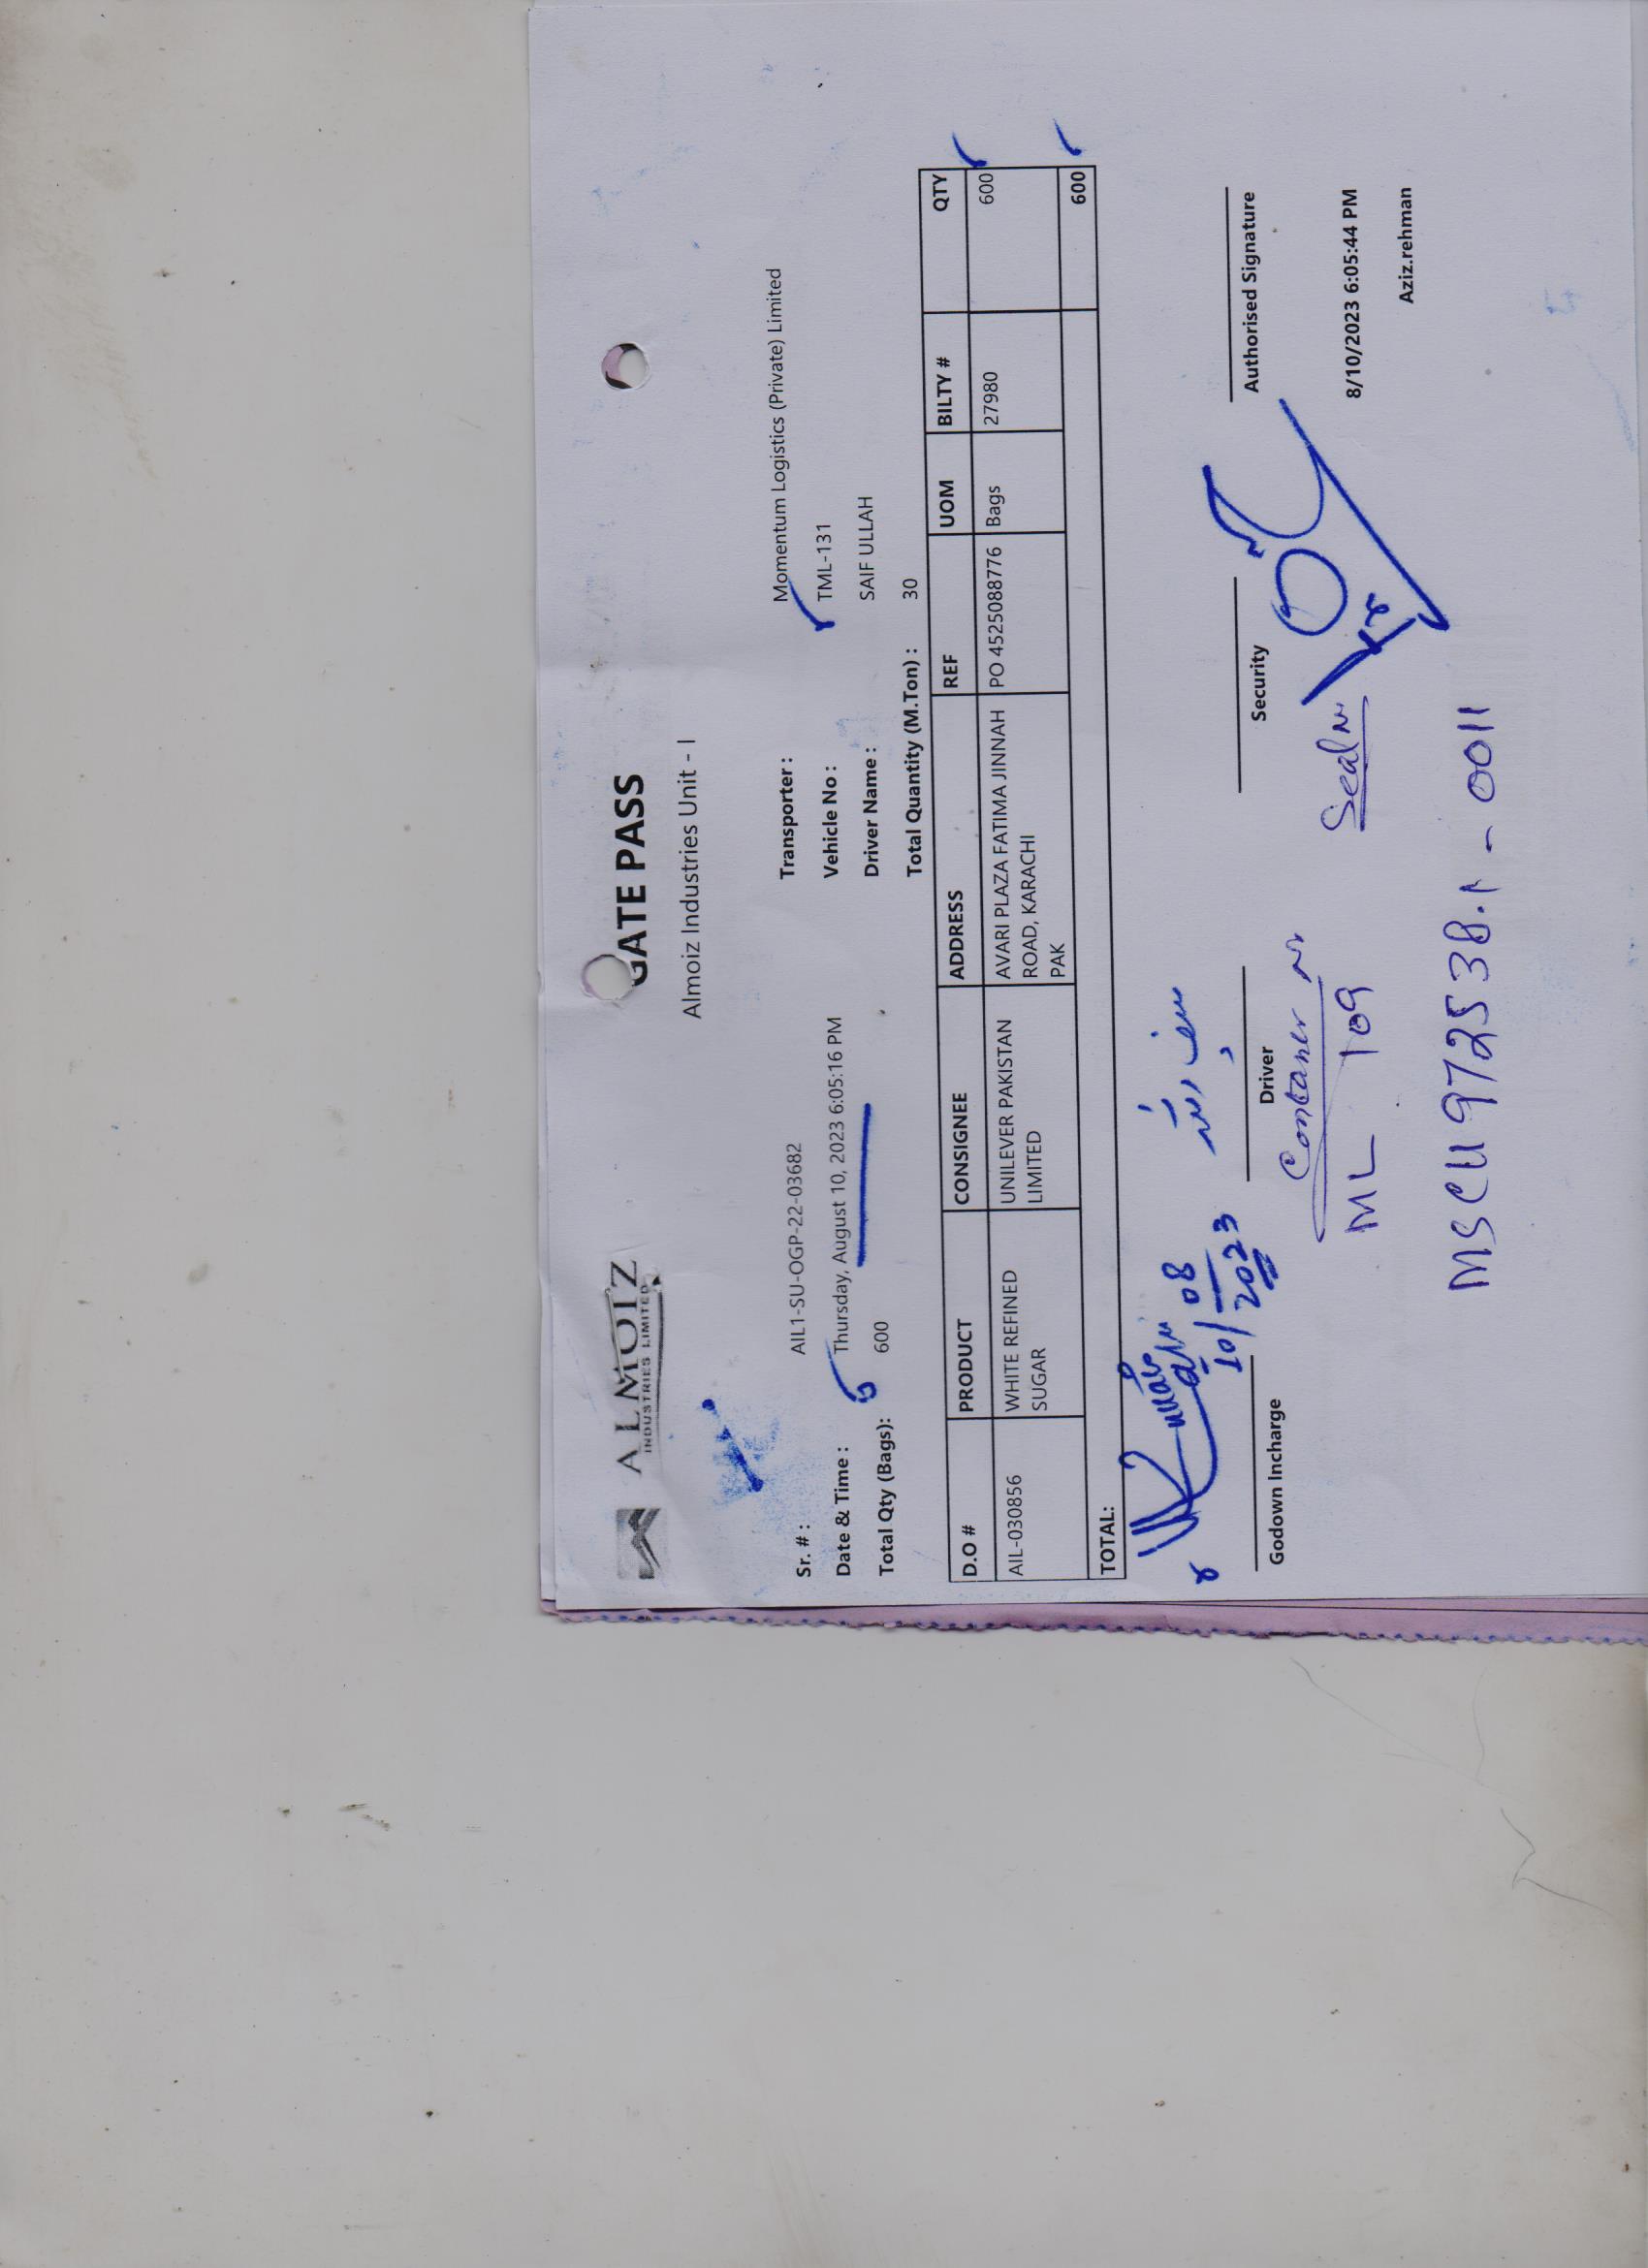 ALMOIZ
INDUSTRIES LIMITED
GATE PASS
Almoiz Industries Unit - I
Sr. # : AIL1-SU-OGP-22-03682
Transporter : Momentum Logistics (Private) Limited
Date & Time : Thursday, August 10, 2023 6:05:16 PM
Vehicle No : TML-131
Total Qty (Bags): 600
Driver Name : SAIF ULLAH
Total Quantity (M.Ton) : 30
D.O # PRODUCT CONSIGNEE ADDRESS REF UOM BILTY # QTY
AIL-030856 WHITE REFINED UNILEVER PAKISTAN AVARI PLAZA FATIMA JINNAH PO 4525088776 Bags 27980 600
SUGAR LIMITED ROAD, KARACHI
PAK
TOTAL: 600
10/08
2023
Godown Incharge Driver Security Authorised Signature
Container No Seal No
ML 109
8/10/2023 6:05:44 PM
Aziz.rehman
MSCU972538.1 - 0011